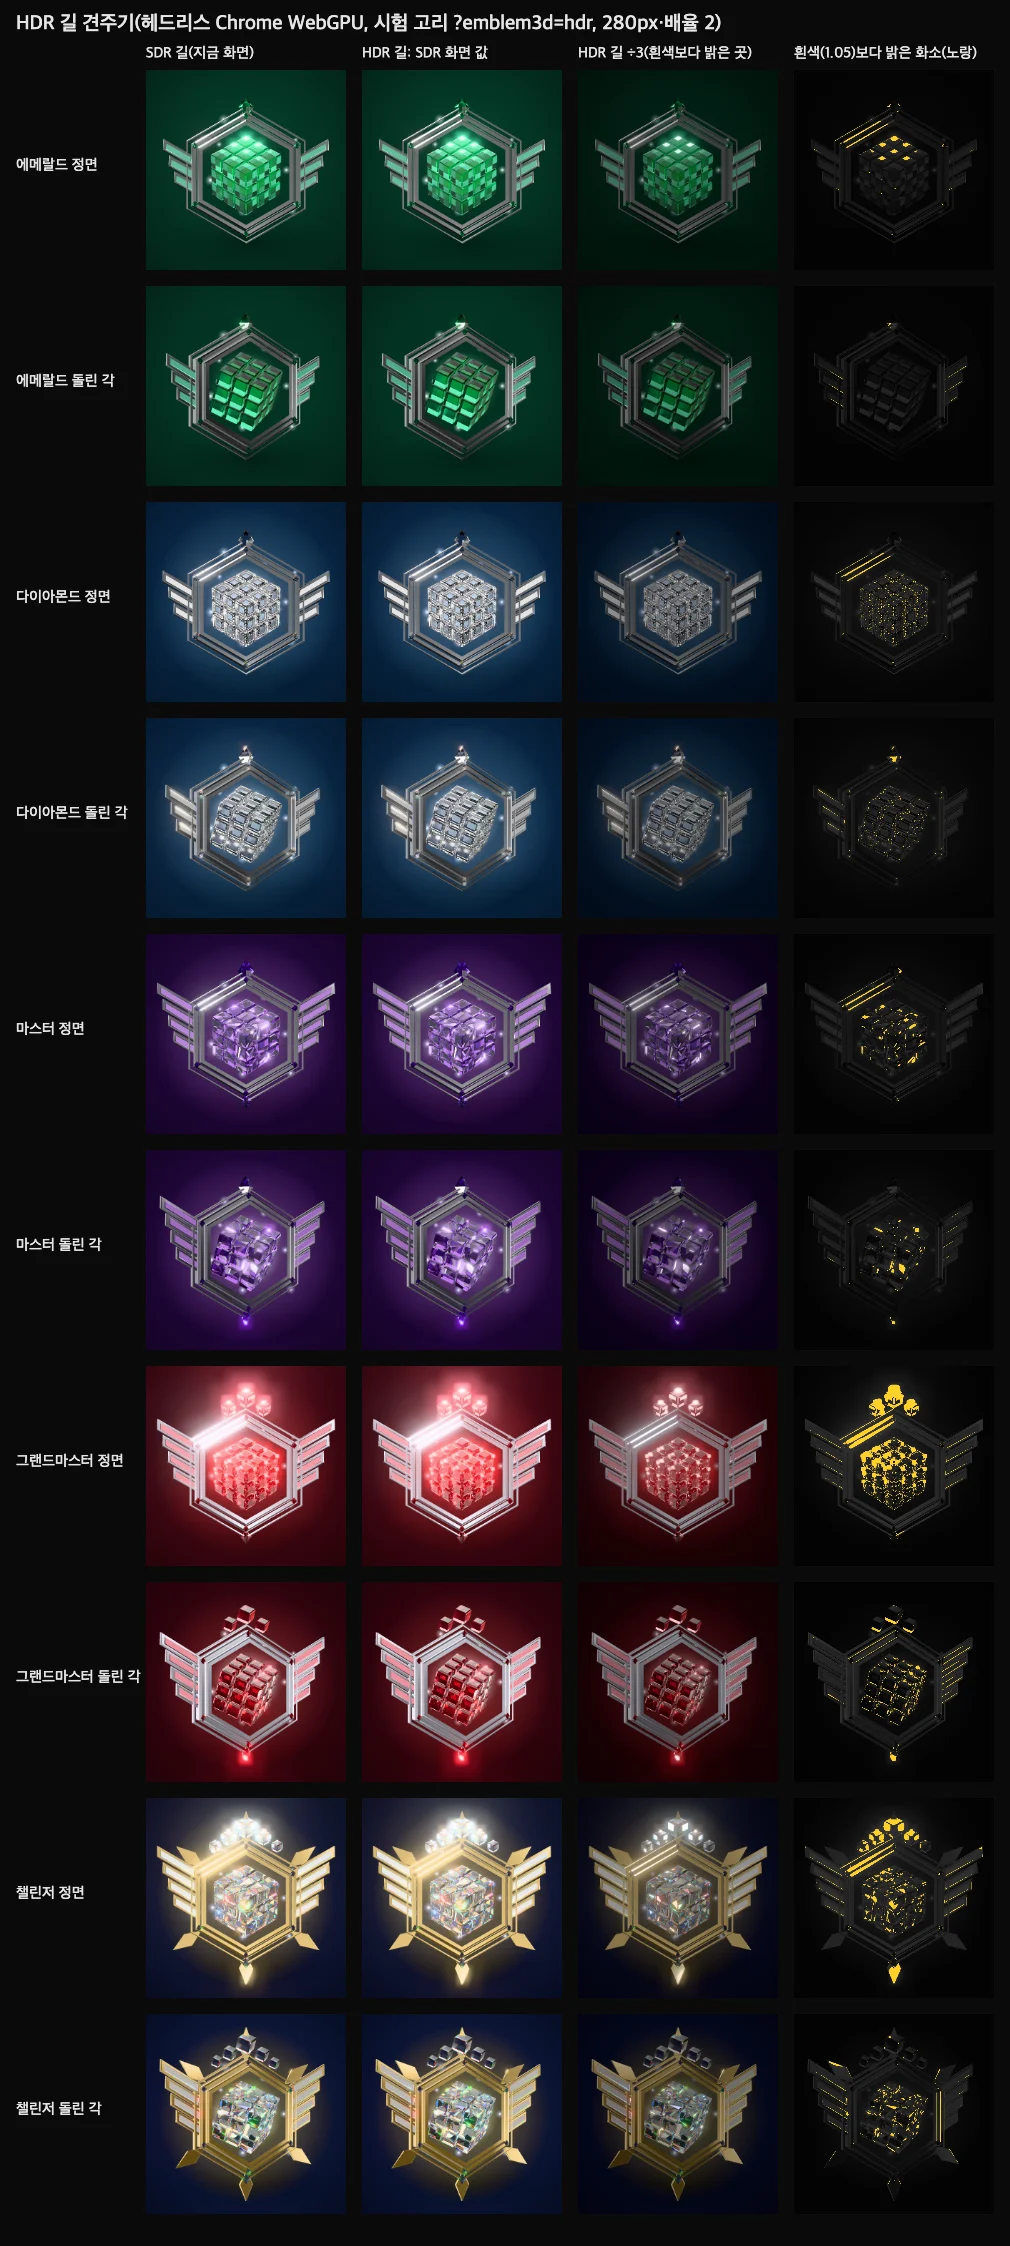 HDR 길 견주기(헤드리스 Chrome WebGPU, 시험 고리 ?emblem3d=hdr, 280px·배율 2)
SDR 길(지금 화면)
HDR 길: SDR 화면 값
HDR 길 ÷3(흰색보다 밝은 곳)
흰색(1.05)보다 밝은 화소(노랑)
에메랄드 정면
에메랄드 돌린 각
다이아몬드 정면
다이아몬드 돌린 각
마스터 정면
마스터 돌린 각
그랜드마스터 정면
그랜드마스터 돌린 각
챌린저 정면
챌린저 돌린 각